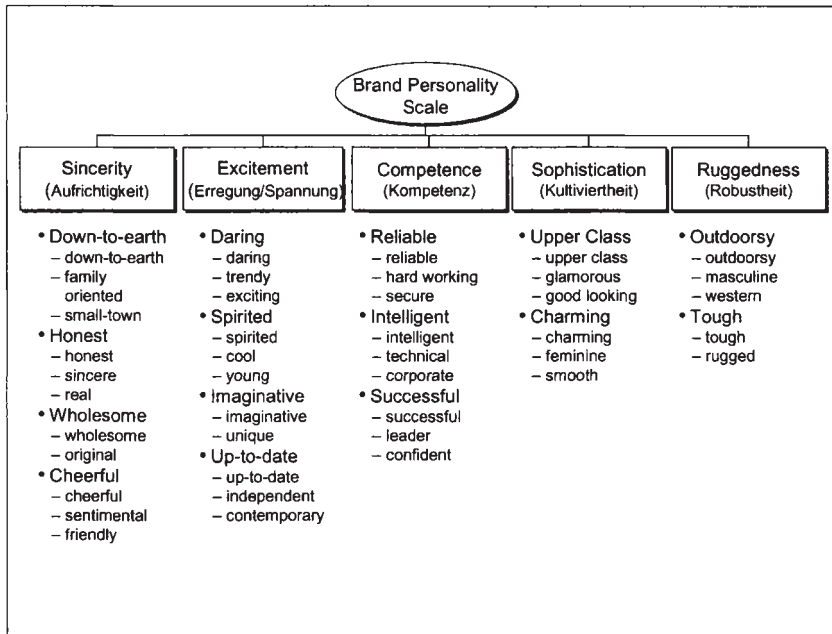 Brand Personality
Scale
Sincerity
(Aufrichtigkeit)
• Down-to-earth
– down-to-earth
– family
oriented
– small-town
• Honest
– honest
– sincere
– real
• Wholesome
– wholesome
– original
• Cheerful
– cheerful
– sentimental
– friendly
Excitement
(Erregung/Spannung)
• Daring
– daring
– trendy
– exciting
• Spirited
– spirited
– cool
– young
• Imaginative
– imaginative
– unique
• Up-to-date
– up-to-date
– independent
– contemporary
Competence
(Kompetenz)
• Reliable
– reliable
– hard working
– secure
• Intelligent
– intelligent
– technical
– corporate
• Successful
– successful
– leader
– confident
Sophistication
(Kultiviertheit)
• Upper Class
– upper class
– glamorous
– good looking
• Charming
– charming
– feminine
– smooth
Ruggedness
(Robustheit)
• Outdoorsy
– outdoorsy
– masculine
– western
• Tough
– tough
– rugged